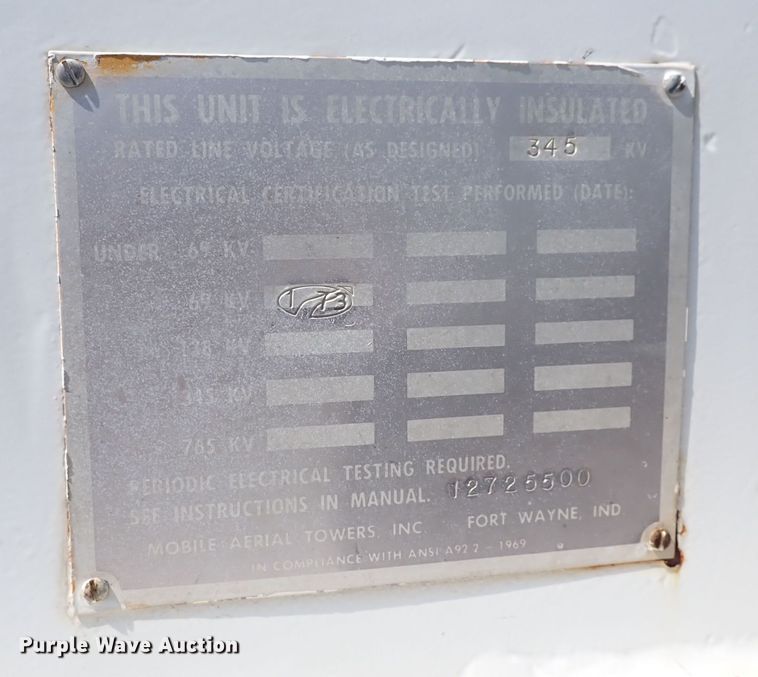 THIS UNIT IS ELECTRICALLY INSULATED
RATED LINE VOLTAGE (AS DESIGNED) 345 KV
ELECTRICAL CERTIFICATION TEST PERFORMED (DATE):
UNDER 69 KV
69 KV 1 73
138 KV
345 KV
765 KV
PERIODIC ELECTRICAL TESTING REQUIRED.
SEE INSTRUCTIONS IN MANUAL. 12725500
MOBILE AERIAL TOWERS, INC FORT WAYNE, IND
IN COMPLIANCE WITH ANSI A92.2 - 1969
Purple Wave Auction